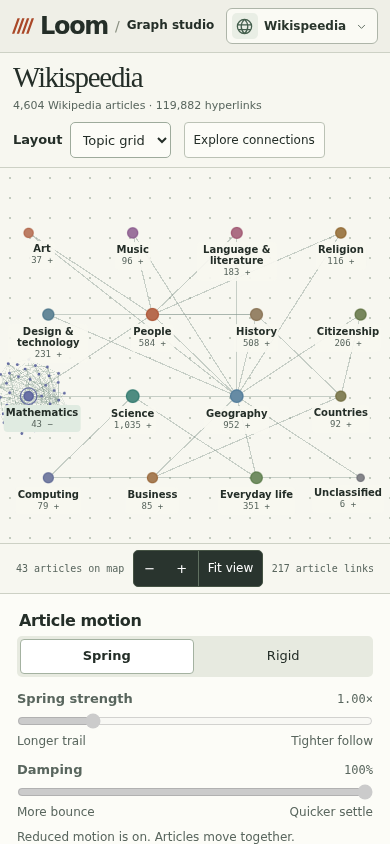 Loom / Graph studio Wikispeedia
Wikispeedia
4,604 Wikipedia articles · 119,882 hyperlinks
Layout Topic grid Explore connections
Art
37 +
Music
96 +
Language &
literature
183 +
Religion
116 +
Design &
technology
231 +
People
584 +
History
508 +
Citizenship
206 +
Mathematics
43 −
Science
1,035 +
Geography
952 +
Countries
92 +
Computing
79 +
Business
85 +
Everyday life
351 +
Unclassified
6 +
43 articles on map − + Fit view 217 article links
Article motion
Spring Rigid
Spring strength 1.00×
Longer trail Tighter follow
Damping 100%
More bounce Quicker settle
Reduced motion is on. Articles move together.